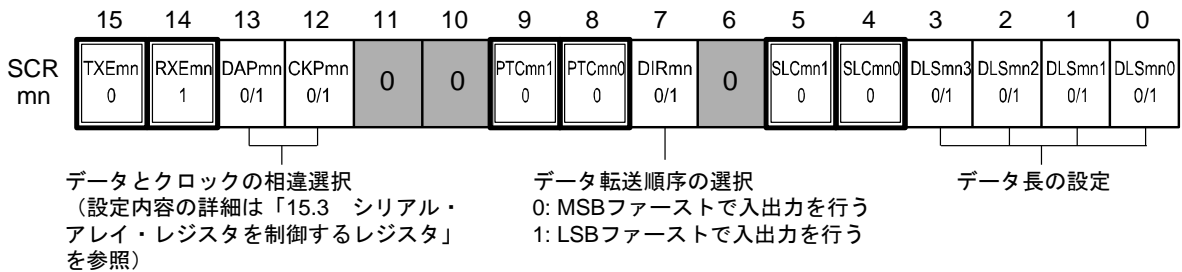 15 14 13 12 11 10 9 8 7 6 5 4 3 2 1 0
SCR
mn
TXEmn RXEmn DAPmn CKPmn 0 0 PTCmn1 PTCmn0 DIRmn 0 SLCmn1 SLCmn0 DLSmn3 DLSmn2 DLSmn1 DLSmn0
0 1 0/1 0/1 0 0 0/1 0 0 0/1 0/1 0/1 0/1
データとクロックの相違選択
（設定内容の詳細は「15.3　シリアル・
アレイ・レジスタを制御するレジスタ」
を参照）
データ転送順序の選択
0: MSBファーストで入出力を行う
1: LSBファーストで入出力を行う
データ長の設定